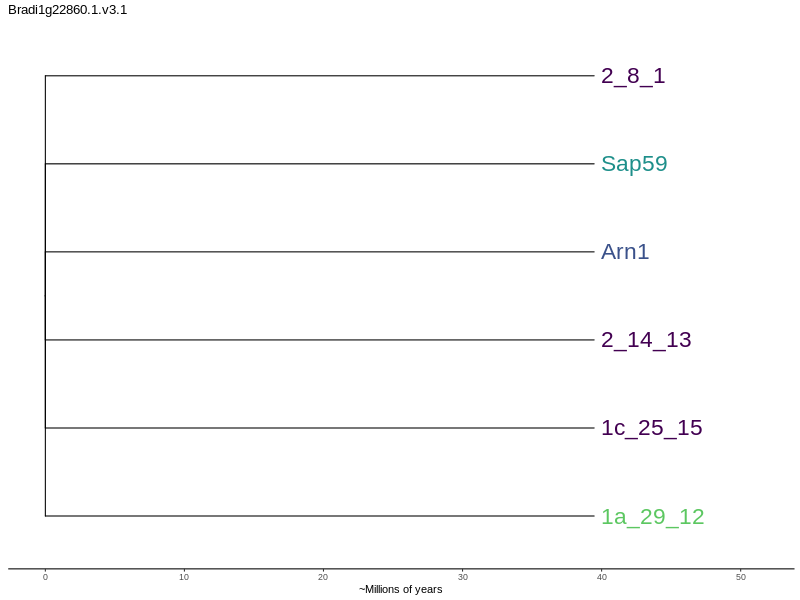 Bradi1g22860.1.v3.1
2_8_1
Sap59
Arn1
2_14_13
1c_25_15
1a_29_12
0 10 20 30 40 50
~Millions of years